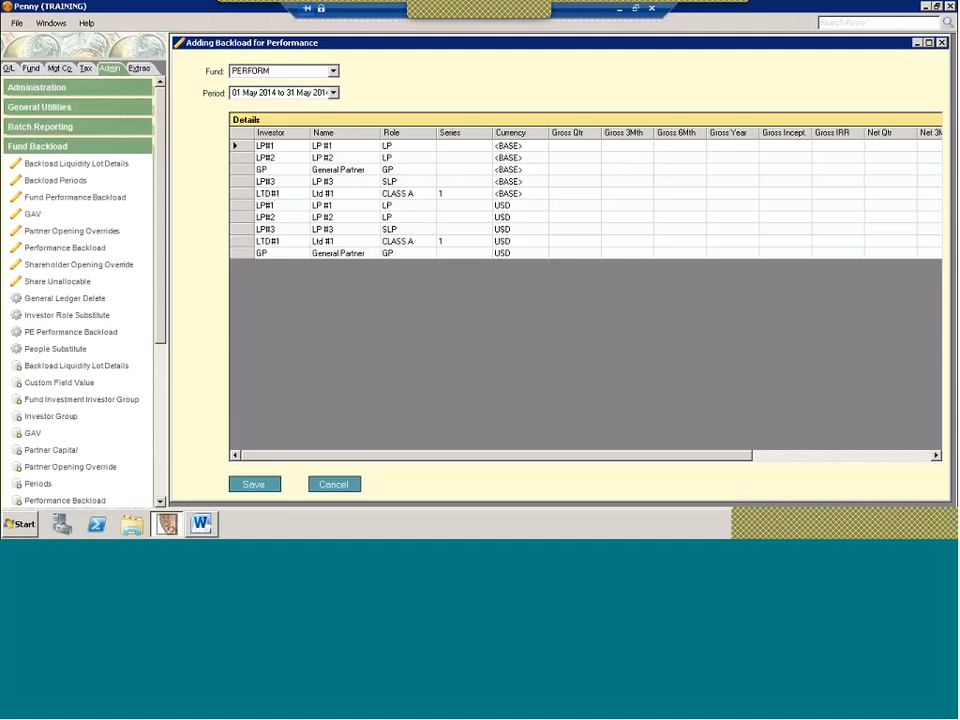 Penny (TRAINING)
File Windows Help
Search Penny
G/L Fund Mgt Co Tax Admin Extras
Administration
General Utilities
Batch Reporting
Fund Backload
Backload Liquidity Lot Details
Backload Periods
Fund Performance Backload
GAV
Partner Opening Overrides
Performance Backload
Shareholder Opening Override
Share Unallocable
General Ledger Delete
Investor Role Substitute
PE Performance Backload
People Substitute
Backload Liquidity Lot Details
Custom Field Value
Fund Investment Investor Group
Investor Group
GAV
Partner Capital
Partner Opening Override
Periods
Performance Backload
Adding Backload for Performance
Fund: PERFORM
Period: 01 May 2014 to 31 May 201
Details
Investor Name Role Series Currency Gross Qtr Gross 3Mth Gross 6Mth Gross Year Gross Incept. Gross IRR Net Qtr Net 3M
LP#1 LP #1 LP <BASE>
LP#2 LP #2 LP <BASE>
GP General Partner GP <BASE>
LP#3 LP #3 SLP <BASE>
LTD#1 Ltd #1 CLASS A 1 <BASE>
LP#1 LP #1 LP USD
LP#2 LP #2 LP USD
LP#3 LP #3 SLP USD
LTD#1 Ltd #1 CLASS A 1 USD
GP General Partner GP USD
Save Cancel
Start